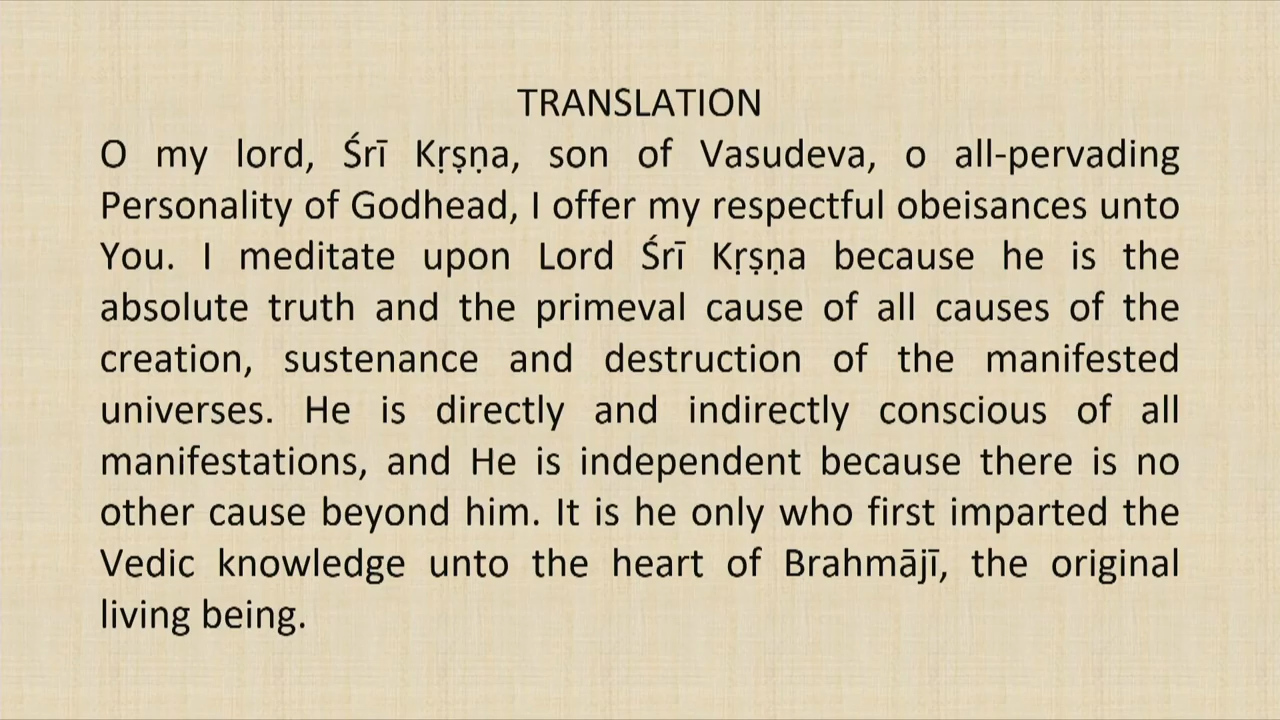 TRANSLATION
O my lord, Śrī Kṛṣṇa, son of Vasudeva, o all-pervading
Personality of Godhead, I offer my respectful obeisances unto
You. I meditate upon Lord Śrī Kṛṣṇa because he is the
absolute truth and the primeval cause of all causes of the
creation, sustenance and destruction of the manifested
universes. He is directly and indirectly conscious of all
manifestations, and He is independent because there is no
other cause beyond him. It is he only who first imparted the
Vedic knowledge unto the heart of Brahmājī, the original
living being.